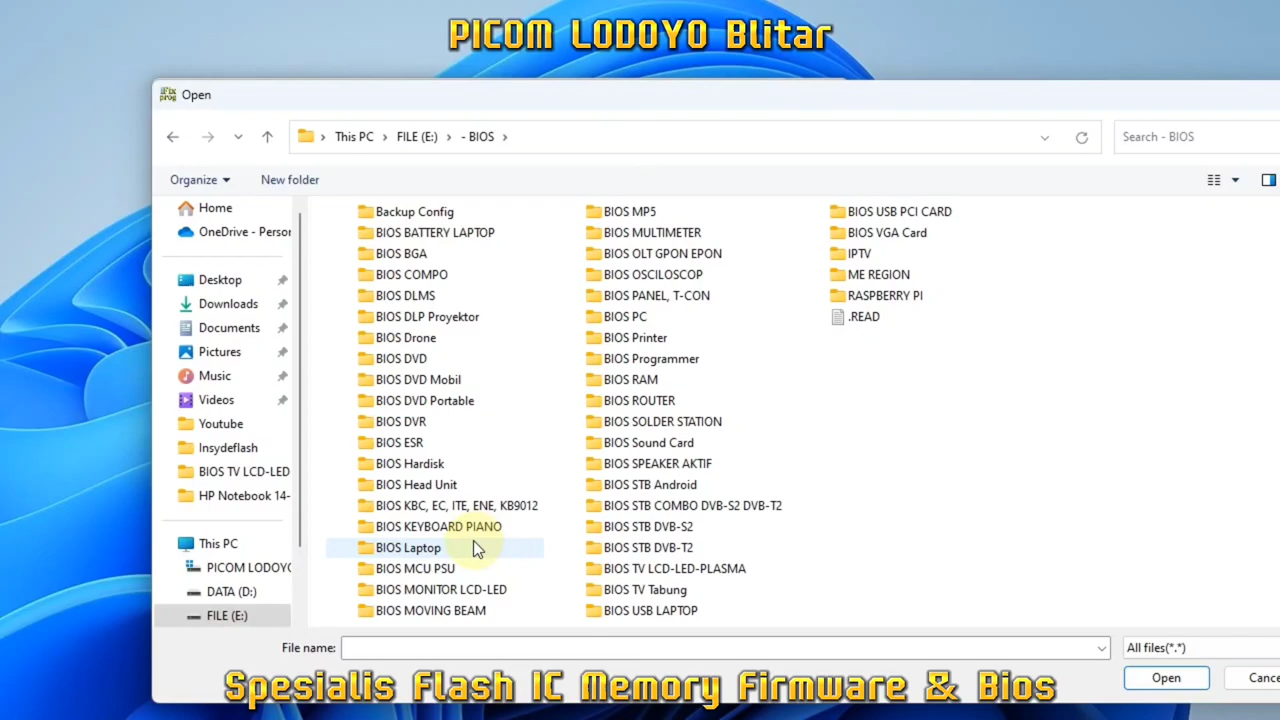 PICOM LODOYO Blitar
iFix prog
Open
This PC
FILE (E:)
- BIOS
Search - BIOS
Organize
New folder
Home
OneDrive - Persor
Desktop
Downloads
Documents
Pictures
Music
Videos
Youtube
Insydeflash
BIOS TV LCD-LED
HP Notebook 14-
This PC
PICOM LODOYO
DATA (D:)
FILE (E:)
Backup Config
BIOS BATTERY LAPTOP
BIOS BGA
BIOS COMPO
BIOS DLMS
BIOS DLP Proyektor
BIOS Drone
BIOS DVD
BIOS DVD Mobil
BIOS DVD Portable
BIOS DVR
BIOS ESR
BIOS Hardisk
BIOS Head Unit
BIOS KBC, EC, ITE, ENE, KB9012
BIOS KEYBOARD PIANO
BIOS Laptop
BIOS MCU PSU
BIOS MONITOR LCD-LED
BIOS MOVING BEAM
BIOS MP5
BIOS MULTIMETER
BIOS OLT GPON EPON
BIOS OSCILOSCOP
BIOS PANEL, T-CON
BIOS PC
BIOS Printer
BIOS Programmer
BIOS RAM
BIOS ROUTER
BIOS SOLDER STATION
BIOS Sound Card
BIOS SPEAKER AKTIF
BIOS STB Android
BIOS STB COMBO DVB-S2 DVB-T2
BIOS STB DVB-S2
BIOS STB DVB-T2
BIOS TV LCD-LED-PLASMA
BIOS TV Tabung
BIOS USB LAPTOP
BIOS USB PCI CARD
BIOS VGA Card
IPTV
ME REGION
RASPBERRY PI
.READ
File name:
All files(*.*)
Open
Cance
Spesialis Flash IC Memory Firmware & Bios